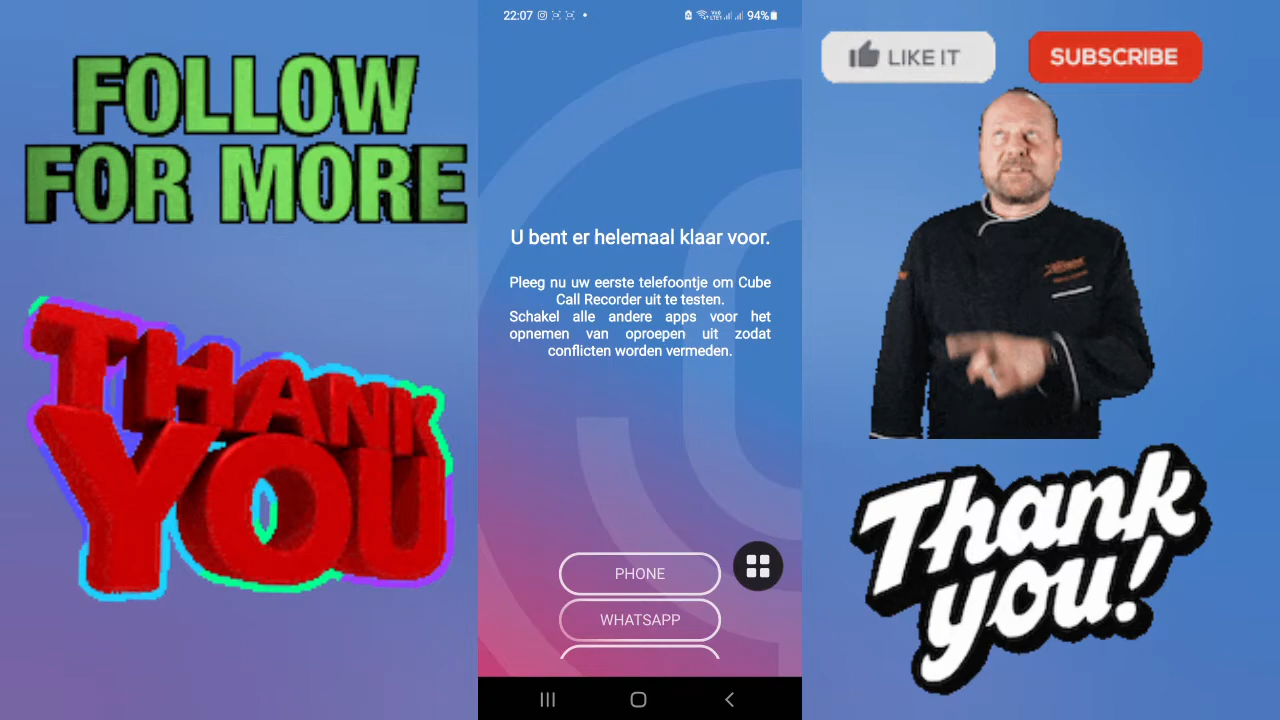 FOLLOW
FOR MORE
THANK
YOU
22:07
94%
U bent er helemaal klaar voor.
Pleeg nu uw eerste telefoontje om Cube
Call Recorder uit te testen.
Schakel alle andere apps voor het
opnemen van oproepen uit zodat
conflicten worden vermeden.
PHONE
WHATSAPP
LIKE IT
SUBSCRIBE
Thank
you!